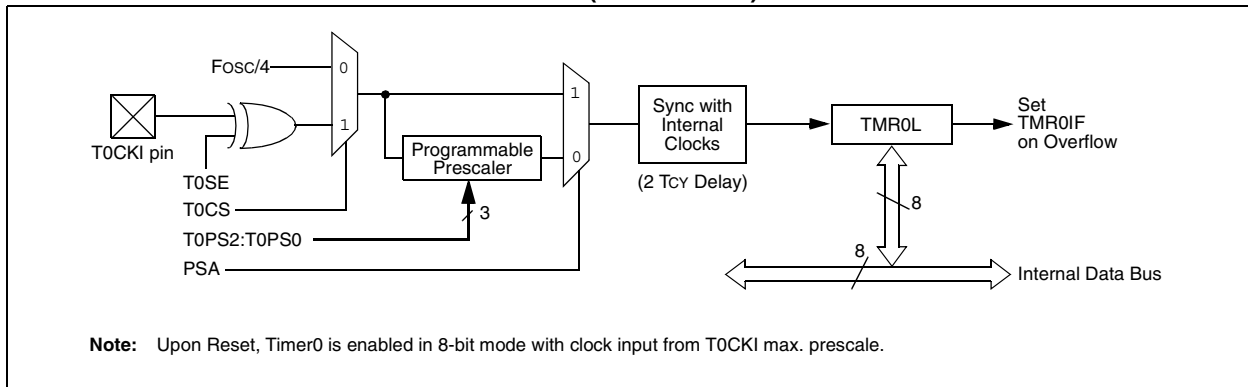 FOSC/4
0
1
T0CKI pin
T0SE
T0CS
T0PS2:T0PS0
PSA
Programmable
Prescaler
3
1
0
Sync with
Internal
Clocks
(2 TCY Delay)
TMR0L
Set
TMR0IF
on Overflow
8
8
Internal Data Bus
Note: Upon Reset, Timer0 is enabled in 8-bit mode with clock input from T0CKI max. prescale.